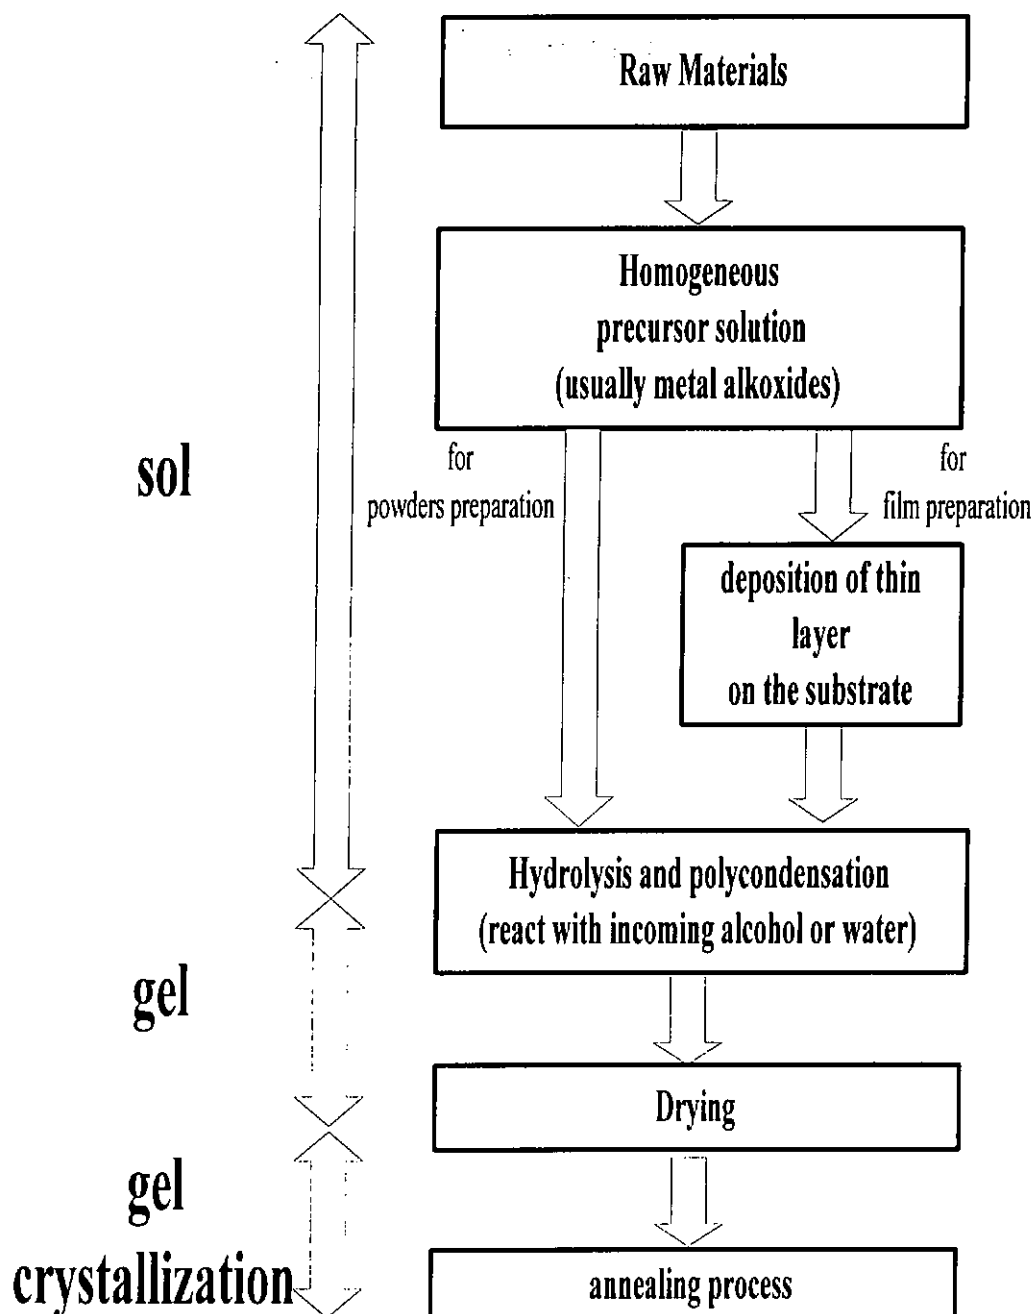 Raw Materials
Homogeneous
precursor solution
(usually metal alkoxides)
sol
for
powders preparation
for
film preparation
deposition of thin
layer
on the substrate
Hydrolysis and polycondensation
(react with incoming alcohol or water)
gel
Drying
gel
crystallization
annealing process